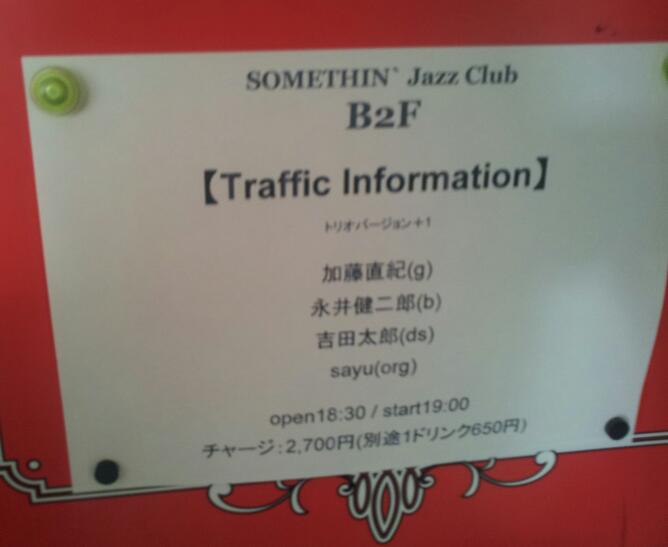 SOMETHIN` Jazz Club
B2F
【Traffic Information】
トリオバージョン+1
加藤直紀(g)
永井健二郎(b)
吉田太郎(ds)
sayu(org)
open18:30 / start19:00
チャージ:2,700円(別途1ドリンク650円)